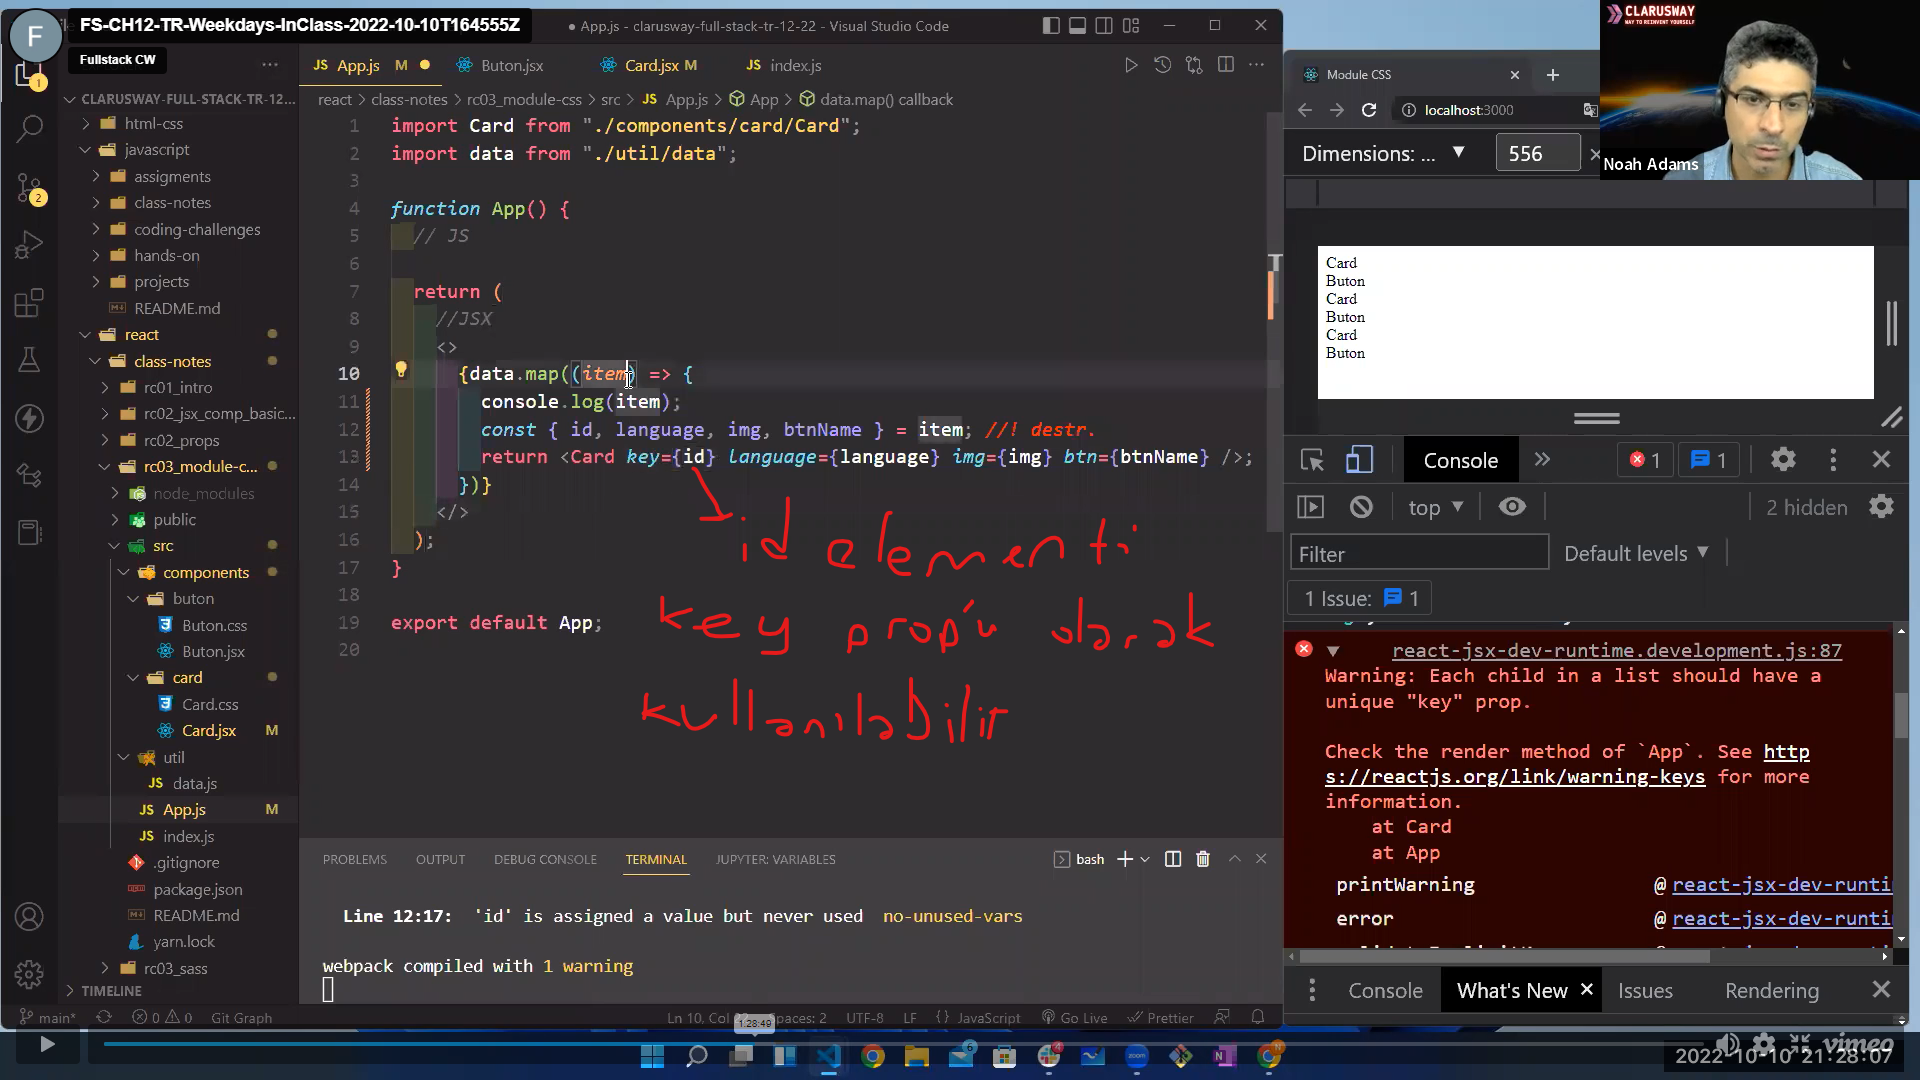 FS-CH12-TR-Weekdays-InClass-2022-10-10T164555Z
● App.js - clarusway-full-stack-tr-12-22 - Visual Studio Code
F
Fullstack CW
CLARUSWAY
WAY TO REINVENT YOURSELF
Noah Adams
1
2
App.js M
Buton.jsx
Card.jsx M
index.js
CLARUSWAY-FULL-STACK-TR-12...
html-css
javascript
assigments
class-notes
coding-challenges
hands-on
projects
README.md
react
class-notes
rc01_intro
rc02_jsx_comp_basic...
rc02_props
rc03_module-c...
node_modules
public
src
components
buton
Buton.css
Buton.jsx
card
Card.css
Card.jsx M
util
data.js
App.js M
index.js
.gitignore
package.json
README.md
yarn.lock
rc03_sass
TIMELINE
react > class-notes > rc03_module-css > src > App.js > App > data.map() callback
1 import Card from "./components/card/Card";
2 import data from "./util/data";
3
4 function App() {
5 // JS
6
7 return (
8 //JSX
9 <>
10 {data.map((item) => {
11 console.log(item);
12 const { id, language, img, btnName } = item; //! destr.
13 return <Card key={id} language={language} img={img} btn={btnName} />;
14 })}
15 </>
16 );
17 }
18
19 export default App;
20
id elementi
key prop'u olarak
kullanılabilir
PROBLEMS OUTPUT DEBUG CONSOLE TERMINAL JUPYTER: VARIABLES
bash
Line 12:17: 'id' is assigned a value but never used no-unused-vars
webpack compiled with 1 warning
main* 0 0 Git Graph
Spaces: 2 UTF-8 LF JavaScript Go Live Prettier
1:28:49
Module CSS
localhost:3000
Dimensions: ... 556
Card
Buton
Card
Buton
Card
Buton
Console 1 1
top 2 hidden
Filter Default levels
1 Issue: 1
react-jsx-dev-runtime.development.js:87
Warning: Each child in a list should have a
unique "key" prop.
Check the render method of `App`. See http
s://reactjs.org/link/warning-keys for more
information.
at Card
at App
printWarning @ react-jsx-dev-runti
error @ react-jsx-dev-runti
Console What's New Issues Rendering
vimeo
2022-10-10 21:28:07